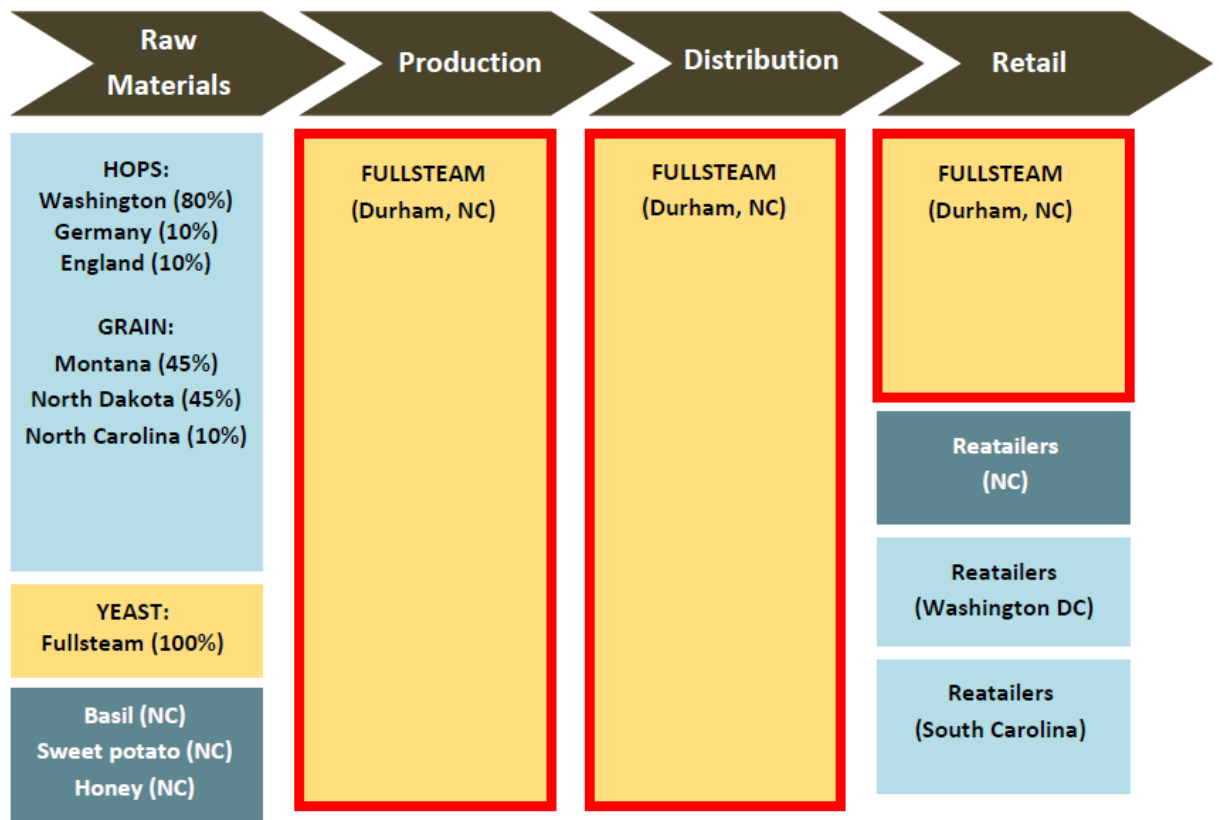 Raw
Materials
Production
Distribution
Retail
HOPS:
Washington (80%)
Germany (10%)
England (10%)
GRAIN:
Montana (45%)
North Dakota (45%)
North Carolina (10%)
YEAST:
Fullsteam (100%)
Basil (NC)
Sweet potato (NC)
Honey (NC)
FULLSTEAM
(Durham, NC)
FULLSTEAM
(Durham, NC)
FULLSTEAM
(Durham, NC)
Reatailers
(NC)
Reatailers
(Washington DC)
Reatailers
(South Carolina)